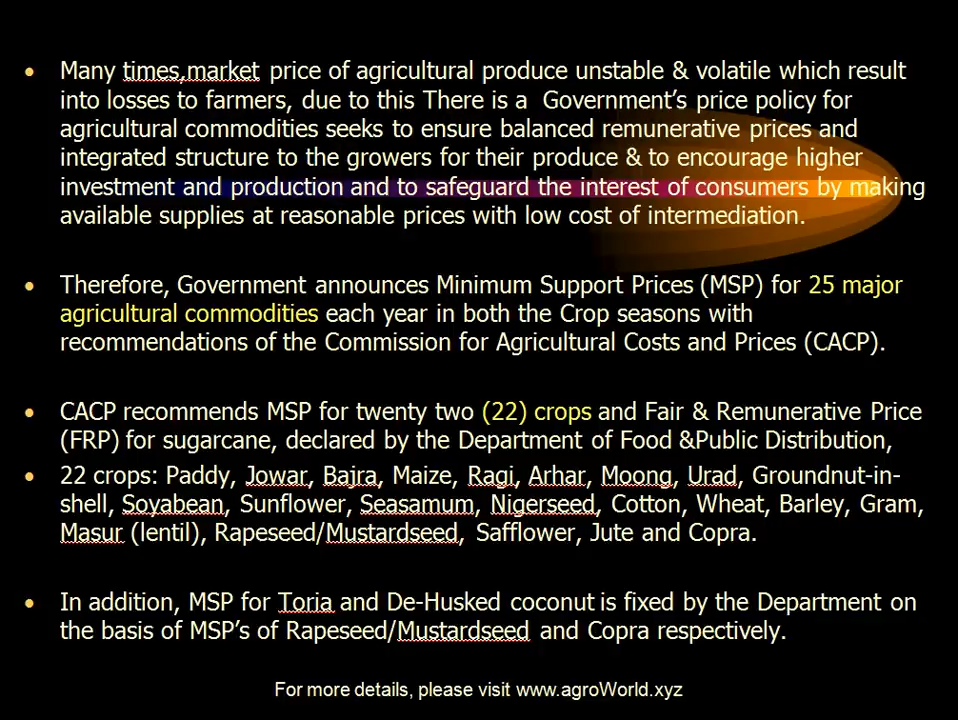 • Many times,market price of agricultural produce unstable & volatile which result
into losses to farmers, due to this There is a Government’s price policy for
agricultural commodities seeks to ensure balanced remunerative prices and
integrated structure to the growers for their produce & to encourage higher
investment and production and to safeguard the interest of consumers by making
available supplies at reasonable prices with low cost of intermediation.
• Therefore, Government announces Minimum Support Prices (MSP) for 25 major
agricultural commodities each year in both the Crop seasons with
recommendations of the Commission for Agricultural Costs and Prices (CACP).
• CACP recommends MSP for twenty two (22) crops and Fair & Remunerative Price
(FRP) for sugarcane, declared by the Department of Food &Public Distribution,
• 22 crops: Paddy, Jowar, Bajra, Maize, Ragi, Arhar, Moong, Urad, Groundnut-in-
shell, Soyabean, Sunflower, Seasamum, Nigerseed, Cotton, Wheat, Barley, Gram,
Masur (lentil), Rapeseed/Mustardseed, Safflower, Jute and Copra.
• In addition, MSP for Toria and De-Husked coconut is fixed by the Department on
the basis of MSP’s of Rapeseed/Mustardseed and Copra respectively.
For more details, please visit www.agroWorld.xyz